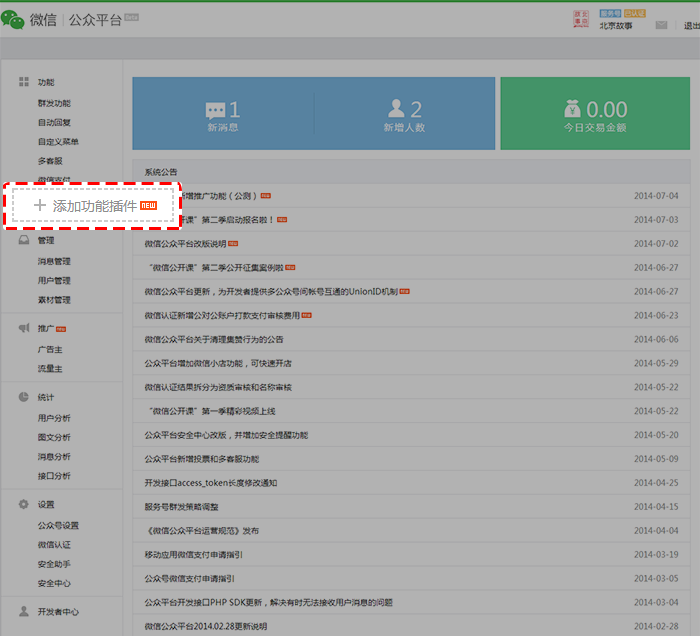 微信 公众平台 Beta
服务号 已认证
北京故事
退出
功能
群发功能
自动回复
自定义菜单
多客服
微信支付
添加功能插件 NEW
管理
消息管理
用户管理
素材管理
推广
广告主
流量主
统计
用户分析
图文分析
消息分析
接口分析
设置
公众号设置
微信认证
安全助手
安全中心
开发者中心
1
新消息
2
新增人数
0.00
今日交易金额
系统公告
新增推广功能（公测） 2014-07-04
开课”第二季启动报名啦！ 2014-07-03
微信公众平台改版说明 2014-07-02
“微信公开课”第二季公开征集案例啦 2014-06-27
微信公众平台更新，为开发者提供多公众号间帐号互通的UnionID机制 2014-06-27
微信认证新增公对公账户打款支付审核费用 2014-06-23
微信公众平台关于清理集赞行为的公告 2014-06-06
公众平台增加微信小店功能，可快速开店 2014-05-29
微信认证结果拆分为资质审核和名称审核 2014-05-22
“微信公开课”第一季精彩视频上线 2014-05-22
公众平台安全中心改版，并增加安全提醒功能 2014-05-20
公众平台新增投票和多客服功能 2014-05-09
开发接口access_token长度修改通知 2014-04-25
服务号群发策略调整 2014-04-15
《微信公众平台运营规范》发布 2014-04-14
移动应用微信支付申请指引 2014-03-19
公众号微信支付申请指引 2014-03-05
公众平台开发接口PHP SDK更新，解决有时无法接收用户消息的问题 2014-03-04
微信公众平台2014.02.28更新说明 2014-02-28